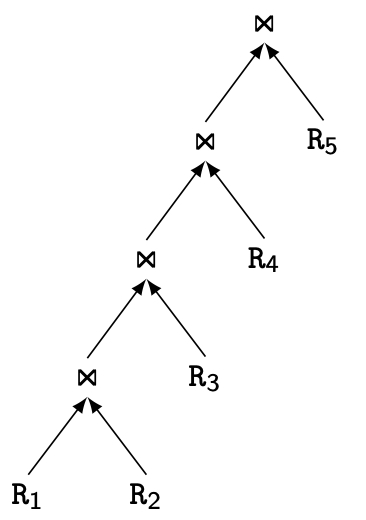 ⋈
⋈ R₅
⋈ R₄
⋈ R₃
R₁ R₂